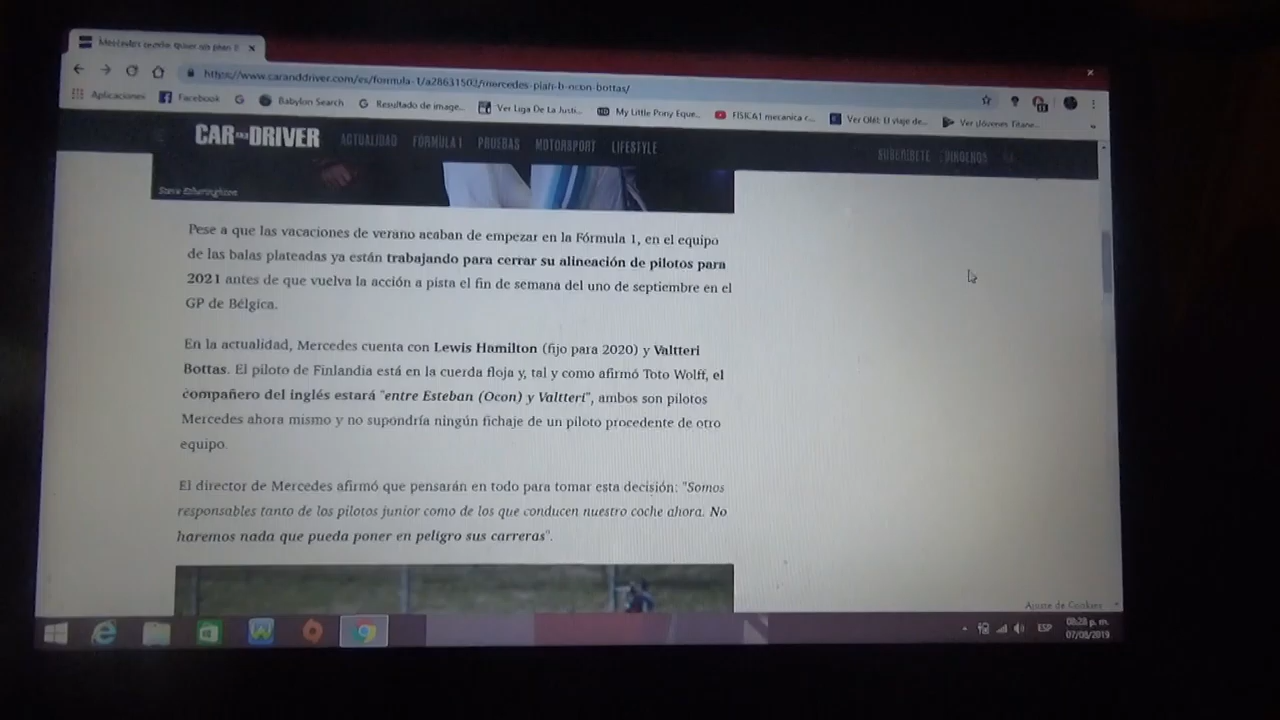 https://www.caranddriver.com/es/formula-1/a28631502/mercedes-plan-b-ocon-bottas/
Aplicaciones Facebook Babylon Search Resultado de image... Ver Liga De La Justi... My Little Pony Eque... FÍSICA1 mecanica c... Ver Olé: El viaje de... Ver Jóvenes Titane...
CAR AND DRIVER ACTUALIDAD FÓRMULA 1 PRUEBAS MOTORSPORT LIFESTYLE SUBSCRÍBETE
Steve Etherington
Pese a que las vacaciones de verano acaban de empezar en la Fórmula 1, en el equipo
de las balas plateadas ya están trabajando para cerrar su alineación de pilotos para
2021 antes de que vuelva la acción a pista el fin de semana del uno de septiembre en el
GP de Bélgica.
En la actualidad, Mercedes cuenta con Lewis Hamilton (fijo para 2020) y Valtteri
Bottas. El piloto de Finlandia está en la cuerda floja y, tal y como afirmó Toto Wolff, el
compañero del inglés estará "entre Esteban (Ocon) y Valtteri", ambos son pilotos
Mercedes ahora mismo y no supondría ningún fichaje de un piloto procedente de otro
equipo.
El director de Mercedes afirmó que pensarán en todo para tomar esta decisión: "Somos
responsables tanto de los pilotos junior como de los que conducen nuestro coche ahora. No
haremos nada que pueda poner en peligro sus carreras".
Ajuste de Cookies
ESP 08:28 p. m.
07/08/2019